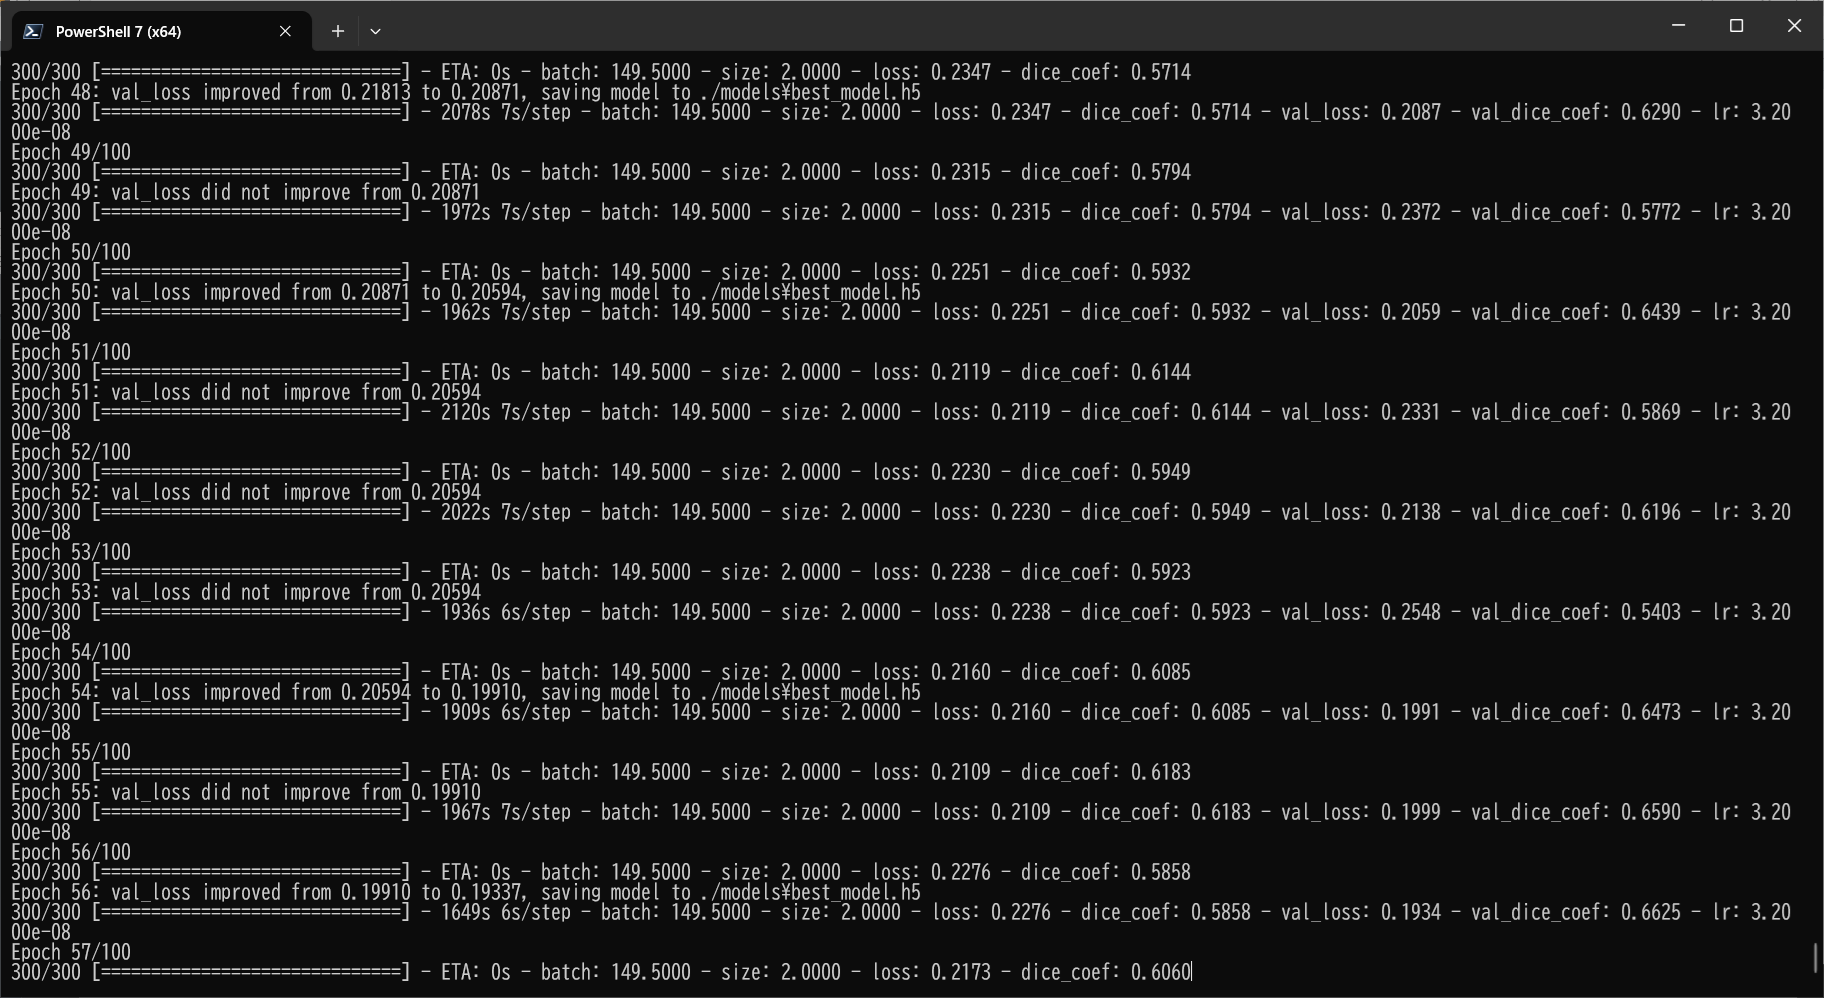 PowerShell 7 (x64)
300/300 [==============================] - ETA: 0s - batch: 149.5000 - size: 2.0000 - loss: 0.2347 - dice_coef: 0.5714
Epoch 48: val_loss improved from 0.21813 to 0.20871, saving model to ./models¥best_model.h5
300/300 [==============================] - 2078s 7s/step - batch: 149.5000 - size: 2.0000 - loss: 0.2347 - dice_coef: 0.5714 - val_loss: 0.2087 - val_dice_coef: 0.6290 - lr: 3.20
00e-08
Epoch 49/100
300/300 [==============================] - ETA: 0s - batch: 149.5000 - size: 2.0000 - loss: 0.2315 - dice_coef: 0.5794
Epoch 49: val_loss did not improve from 0.20871
300/300 [==============================] - 1972s 7s/step - batch: 149.5000 - size: 2.0000 - loss: 0.2315 - dice_coef: 0.5794 - val_loss: 0.2372 - val_dice_coef: 0.5772 - lr: 3.20
00e-08
Epoch 50/100
300/300 [==============================] - ETA: 0s - batch: 149.5000 - size: 2.0000 - loss: 0.2251 - dice_coef: 0.5932
Epoch 50: val_loss improved from 0.20871 to 0.20594, saving model to ./models¥best_model.h5
300/300 [==============================] - 1962s 7s/step - batch: 149.5000 - size: 2.0000 - loss: 0.2251 - dice_coef: 0.5932 - val_loss: 0.2059 - val_dice_coef: 0.6439 - lr: 3.20
00e-08
Epoch 51/100
300/300 [==============================] - ETA: 0s - batch: 149.5000 - size: 2.0000 - loss: 0.2119 - dice_coef: 0.6144
Epoch 51: val_loss did not improve from 0.20594
300/300 [==============================] - 2120s 7s/step - batch: 149.5000 - size: 2.0000 - loss: 0.2119 - dice_coef: 0.6144 - val_loss: 0.2331 - val_dice_coef: 0.5869 - lr: 3.20
00e-08
Epoch 52/100
300/300 [==============================] - ETA: 0s - batch: 149.5000 - size: 2.0000 - loss: 0.2230 - dice_coef: 0.5949
Epoch 52: val_loss did not improve from 0.20594
300/300 [==============================] - 2022s 7s/step - batch: 149.5000 - size: 2.0000 - loss: 0.2230 - dice_coef: 0.5949 - val_loss: 0.2138 - val_dice_coef: 0.6196 - lr: 3.20
00e-08
Epoch 53/100
300/300 [==============================] - ETA: 0s - batch: 149.5000 - size: 2.0000 - loss: 0.2238 - dice_coef: 0.5923
Epoch 53: val_loss did not improve from 0.20594
300/300 [==============================] - 1936s 6s/step - batch: 149.5000 - size: 2.0000 - loss: 0.2238 - dice_coef: 0.5923 - val_loss: 0.2548 - val_dice_coef: 0.5403 - lr: 3.20
00e-08
Epoch 54/100
300/300 [==============================] - ETA: 0s - batch: 149.5000 - size: 2.0000 - loss: 0.2160 - dice_coef: 0.6085
Epoch 54: val_loss improved from 0.20594 to 0.19910, saving model to ./models¥best_model.h5
300/300 [==============================] - 1909s 6s/step - batch: 149.5000 - size: 2.0000 - loss: 0.2160 - dice_coef: 0.6085 - val_loss: 0.1991 - val_dice_coef: 0.6473 - lr: 3.20
00e-08
Epoch 55/100
300/300 [==============================] - ETA: 0s - batch: 149.5000 - size: 2.0000 - loss: 0.2109 - dice_coef: 0.6183
Epoch 55: val_loss did not improve from 0.19910
300/300 [==============================] - 1967s 7s/step - batch: 149.5000 - size: 2.0000 - loss: 0.2109 - dice_coef: 0.6183 - val_loss: 0.1999 - val_dice_coef: 0.6590 - lr: 3.20
00e-08
Epoch 56/100
300/300 [==============================] - ETA: 0s - batch: 149.5000 - size: 2.0000 - loss: 0.2276 - dice_coef: 0.5858
Epoch 56: val_loss improved from 0.19910 to 0.19337, saving model to ./models¥best_model.h5
300/300 [==============================] - 1649s 6s/step - batch: 149.5000 - size: 2.0000 - loss: 0.2276 - dice_coef: 0.5858 - val_loss: 0.1934 - val_dice_coef: 0.6625 - lr: 3.20
00e-08
Epoch 57/100
300/300 [==============================] - ETA: 0s - batch: 149.5000 - size: 2.0000 - loss: 0.2173 - dice_coef: 0.6060